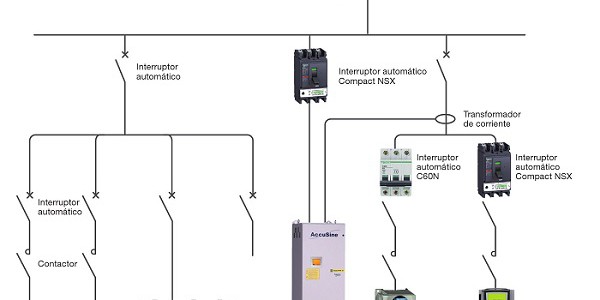 Interruptor
automático
Interruptor automático
Compact NSX
Transformador
de corriente
Interruptor
automático
C60N
Interruptor
automático
Compact NSX
Interruptor
automático
Contactor
AccuSine